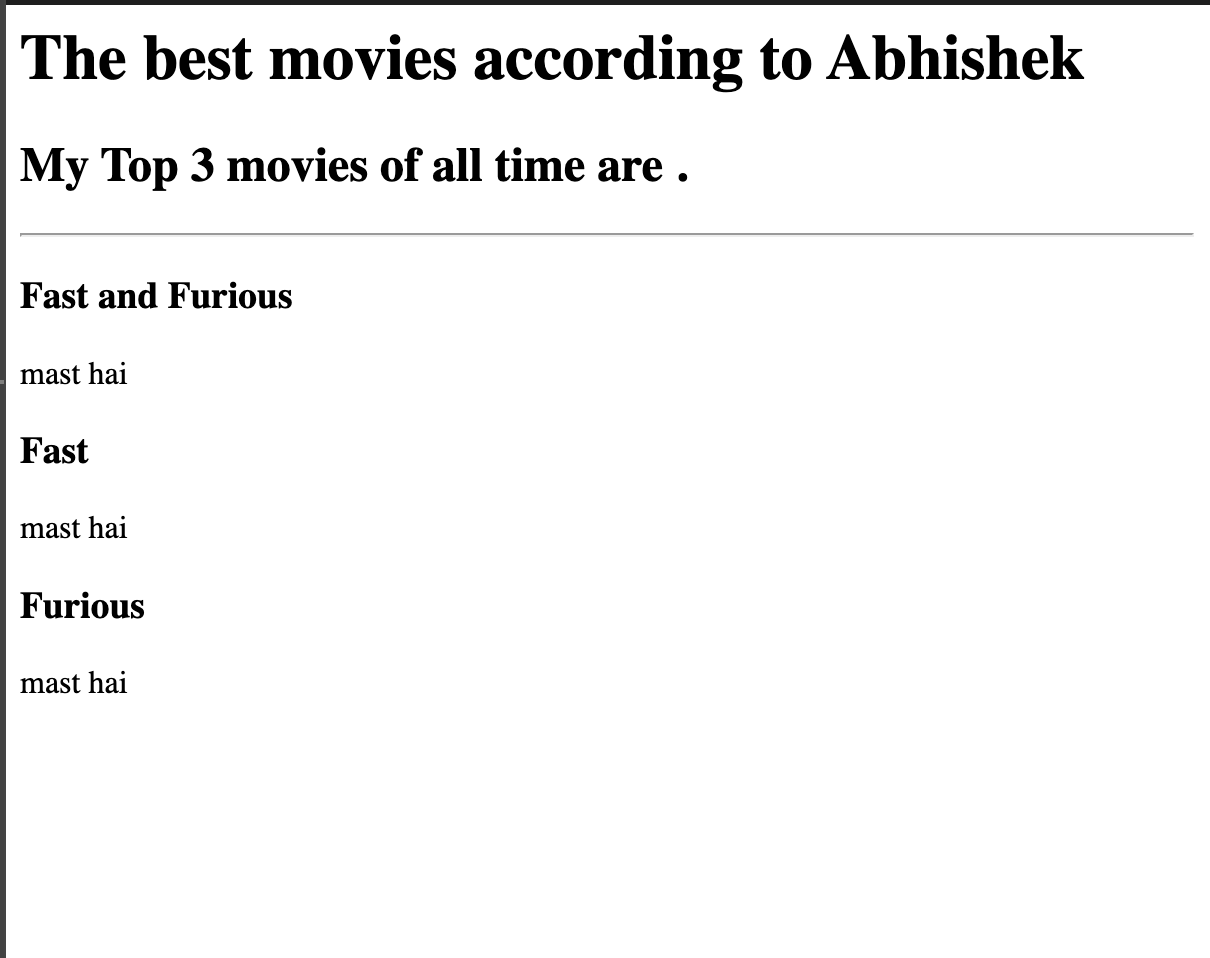 The best movies according to Abhishek
My Top 3 movies of all time are .
Fast and Furious
mast hai
Fast
mast hai
Furious
mast hai